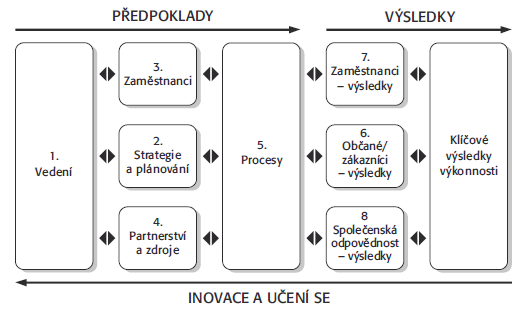 PŘEDPOKLADY
VÝSLEDKY
1.
Vedení
3.
Zaměstnanci
2.
Strategie
a plánování
4.
Partnerství
a zdroje
5.
Procesy
7.
Zaměstnanci
– výsledky
6.
Občané/
zákazníci
– výsledky
8
Společenská
odpovědnost
– výsledky
Klíčové
výsledky
výkonnosti
INOVACE A UČENÍ SE